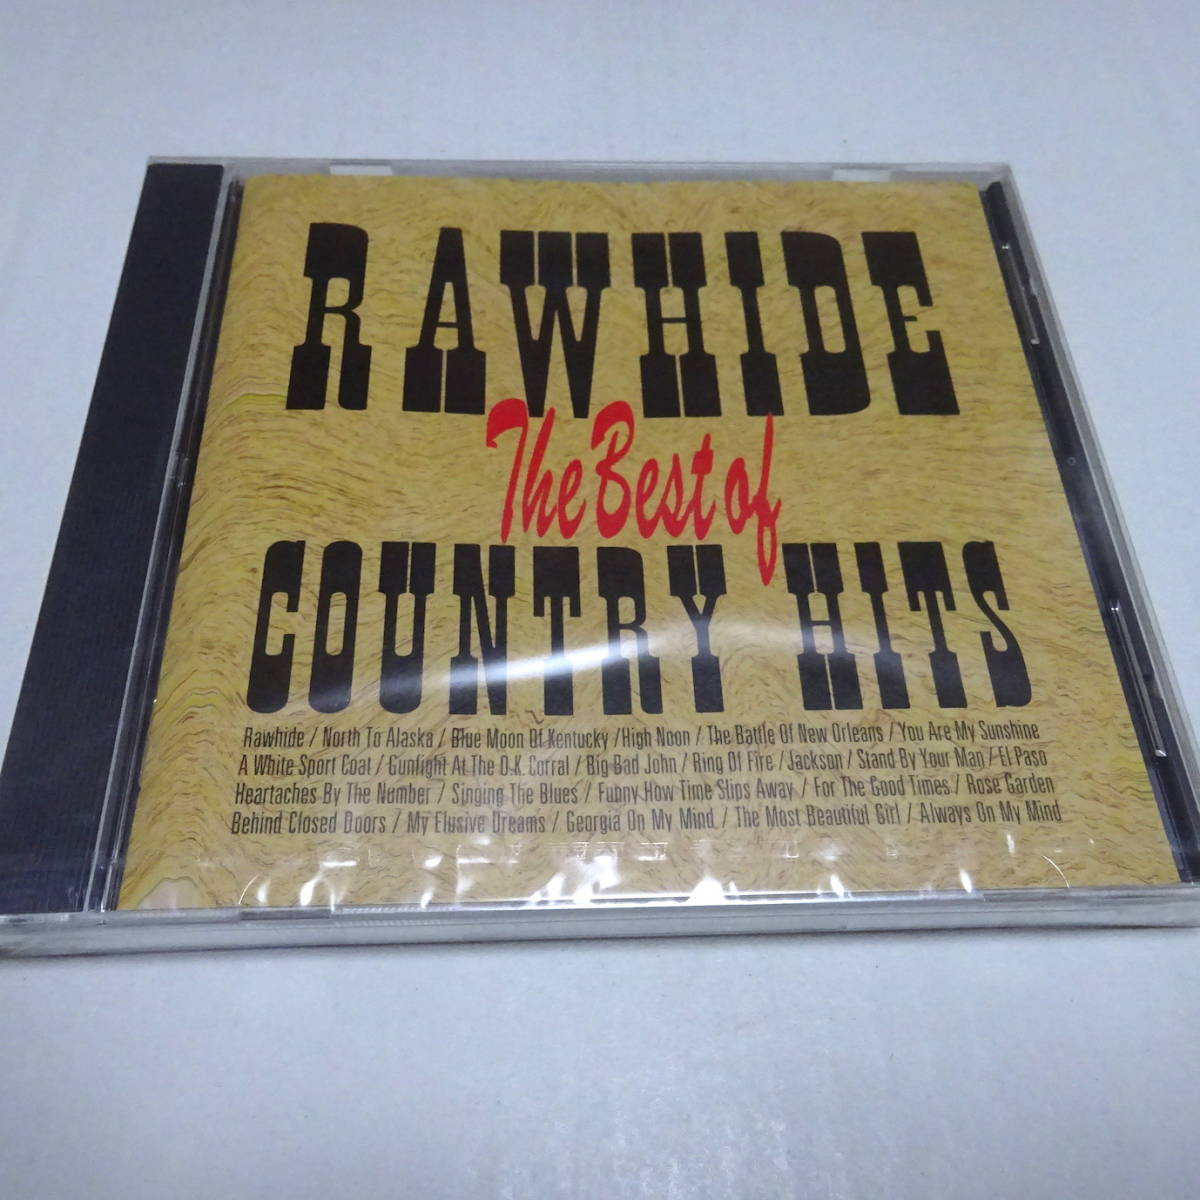 RAWHIDE
The Best of
COUNTRY HITS
Rawhide / North To Alaska / Blue Moon Of Kentucky / High Noon / The Battle Of New Orleans / You Are My Sunshine
A White Sport Coat / Gunfight At The O.K. Corral / Big Bad John / Ring Of Fire / Jackson / Stand By Your Man / El Paso
Heartaches By The Number / Singing The Blues / Fubny How Time Slips Away / For The Good Times / Rose Garden
Behind Closed Doors / My Elusive Dreams / Georgia On My Mind / The Most Beautiful Girl / Always On My Mind